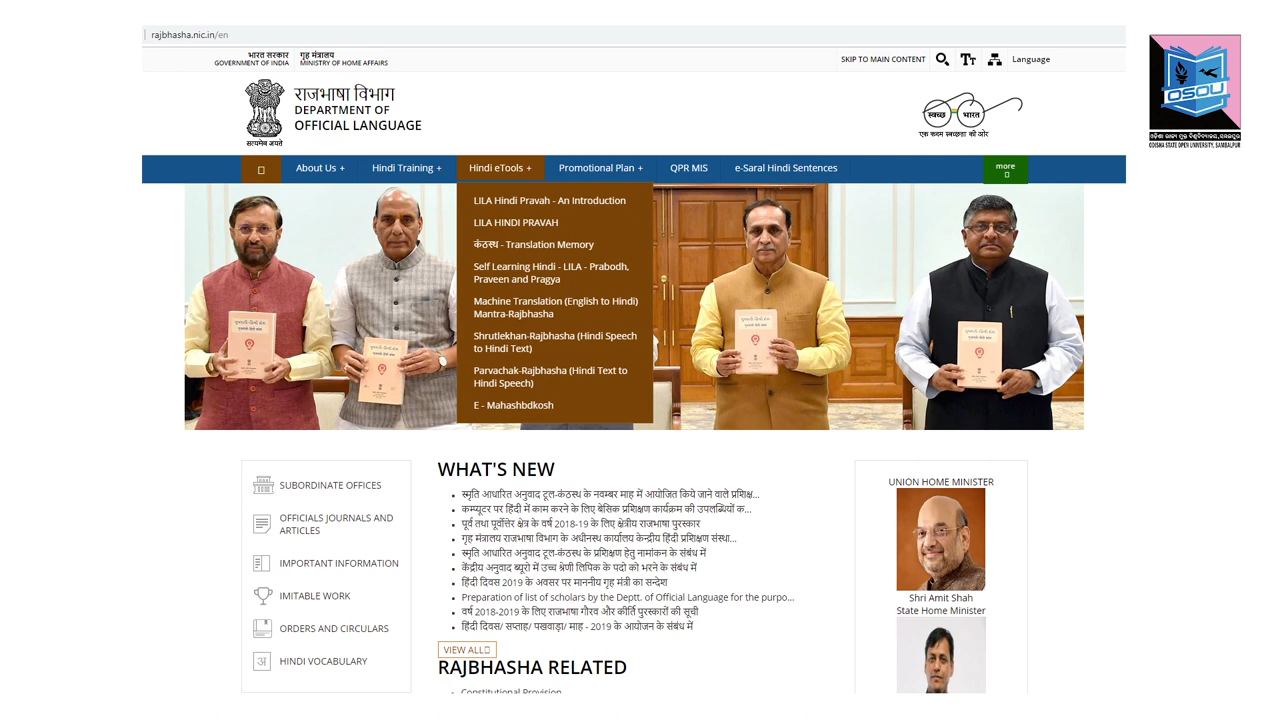 rajbhasha.nic.in/en
भारत सरकार
GOVERNMENT OF INDIA
गृह मंत्रालय
MINISTRY OF HOME AFFAIRS
SKIP TO MAIN CONTENT
Language
राजभाषा विभाग
DEPARTMENT OF
OFFICIAL LANGUAGE
सत्यमेव जयते
स्वच्छ भारत
एक कदम स्वच्छता की ओर
OSOU
ଓଡ଼ିଶା ରାଜ୍ୟ ମୁକ୍ତ ବିଶ୍ୱବିଦ୍ୟାଳୟ, ସମ୍ବଲପୁର
ODISHA STATE OPEN UNIVERSITY, SAMBALPUR
About Us +
Hindi Training +
Hindi eTools +
Promotional Plan +
QPR MIS
e-Saral Hindi Sentences
more
LILA Hindi Pravah - An Introduction
LILA HINDI PRAVAH
कंठस्थ - Translation Memory
Self Learning Hindi - LILA - Prabodh,
Praveen and Pragya
Machine Translation (English to Hindi)
Mantra-Rajbhasha
Shrutlekhan-Rajbhasha (Hindi Speech
to Hindi Text)
Parvachak-Rajbhasha (Hindi Text to
Hindi Speech)
E - Mahashbdkosh
SUBORDINATE OFFICES
OFFICIALS JOURNALS AND
ARTICLES
IMPORTANT INFORMATION
IMITABLE WORK
ORDERS AND CIRCULARS
अ
HINDI VOCABULARY
WHAT'S NEW
स्मृति आधारित अनुवाद टूल-कंठस्थ के नवम्बर माह में आयोजित किये जाने वाले प्रशिक्ष...
कम्प्यूटर पर हिंदी में काम करने के लिए बेसिक प्रशिक्षण कार्यक्रम की उपलब्धियों क...
पूर्व तथा पूर्वोत्तर क्षेत्र के वर्ष 2018-19 के लिए क्षेत्रीय राजभाषा पुरस्कार
गृह मंत्रालय राजभाषा विभाग के अधीनस्थ कार्यालय केन्द्रीय हिंदी प्रशिक्षण संस्था...
स्मृति आधारित अनुवाद टूल-कंठस्थ के प्रशिक्षण हेतु नामांकन के संबंध में
केंद्रीय अनुवाद ब्यूरो में उच्च श्रेणी लिपिक के पदो को भरने के संबंध में
हिंदी दिवस 2019 के अवसर पर माननीय गृह मंत्री का सन्देश
Preparation of list of scholars by the Deptt. of Official Language for the purpo...
वर्ष 2018-2019 के लिए राजभाषा गौरव और कीर्ति पुरस्कारों की सूची
हिंदी दिवस/ सप्ताह/ पखवाड़ा/ माह - 2019 के आयोजन के संबंध में
VIEW ALL
RAJBHASHA RELATED
Constitutional Provision
UNION HOME MINISTER
Shri Amit Shah
State Home Minister